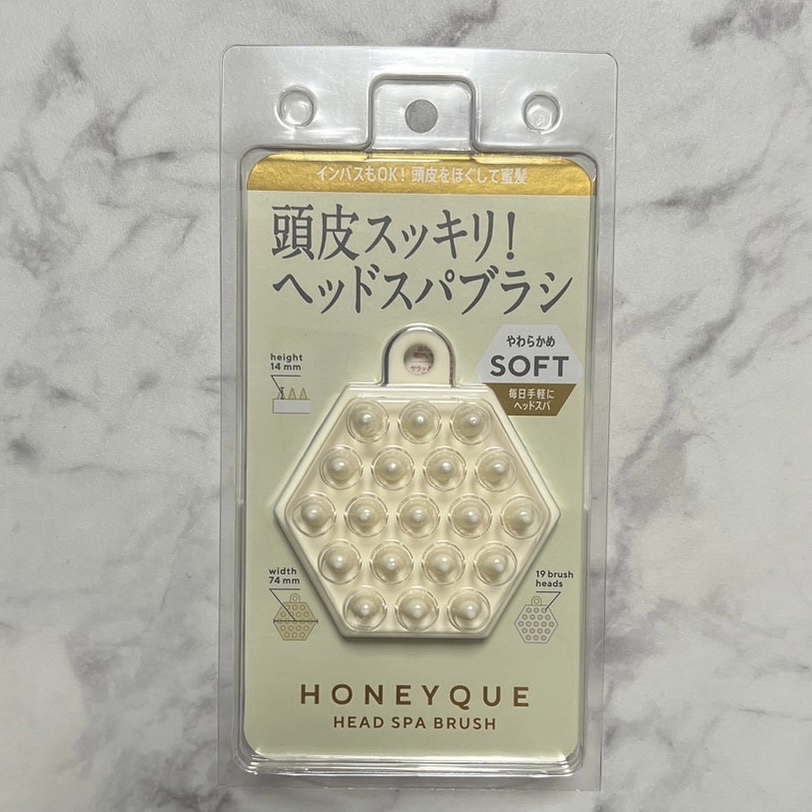 インバスもOK！頭皮をほぐして蜜髪
頭皮スッキリ！
ヘッドスパブラシ
やわらかめ
SOFT
毎日手軽に
ヘッドスパ
height
14 mm
width
74 mm
19 brush
heads
HONEYQUE
HEAD SPA BRUSH